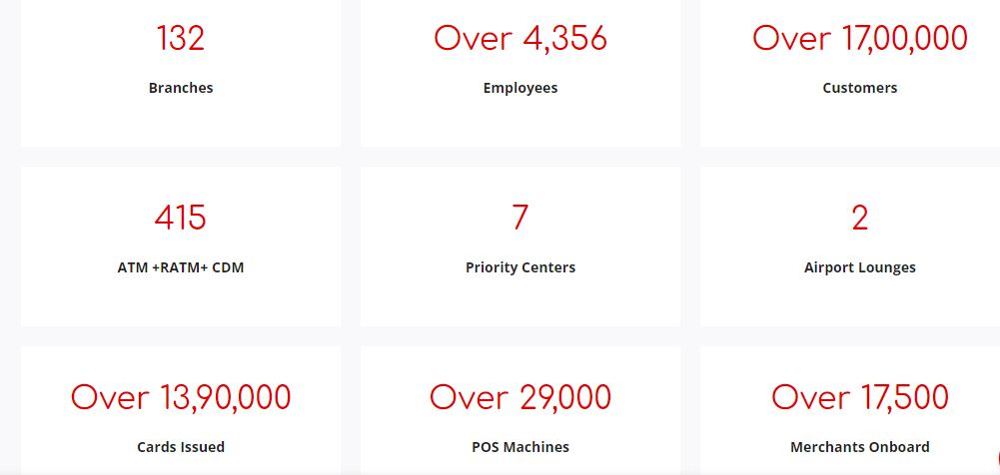 132
Over 4,356
Over 17,00,000
Branches
Employees
Customers
415
7
2
ATM +RATM+ CDM
Priority Centers
Airport Lounges
Over 13,90,000
Over 29,000
Over 17,500
Cards Issued
POS Machines
Merchants Onboard